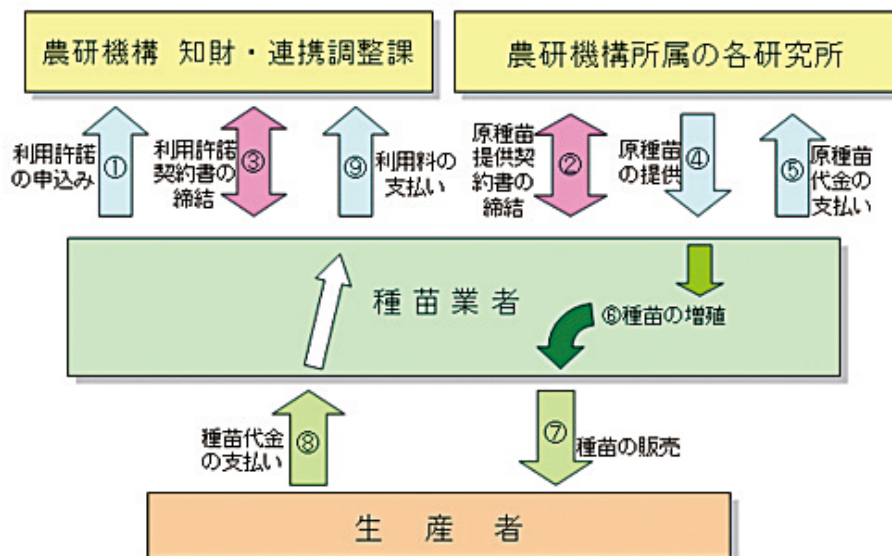 農研機構 知財・連携調整課
農研機構所属の各研究所
利用許諾
の申込み
①
利用許諾
契約書の
締結
③
⑨
利用料の
支払い
原種苗
提供契
約書の
締結
②
原種苗
の提供
④
⑤
原種苗
代金の
支払い
種苗業者
⑥種苗の増殖
種苗代金
の支払い
⑧
⑦
種苗の販売
生産者